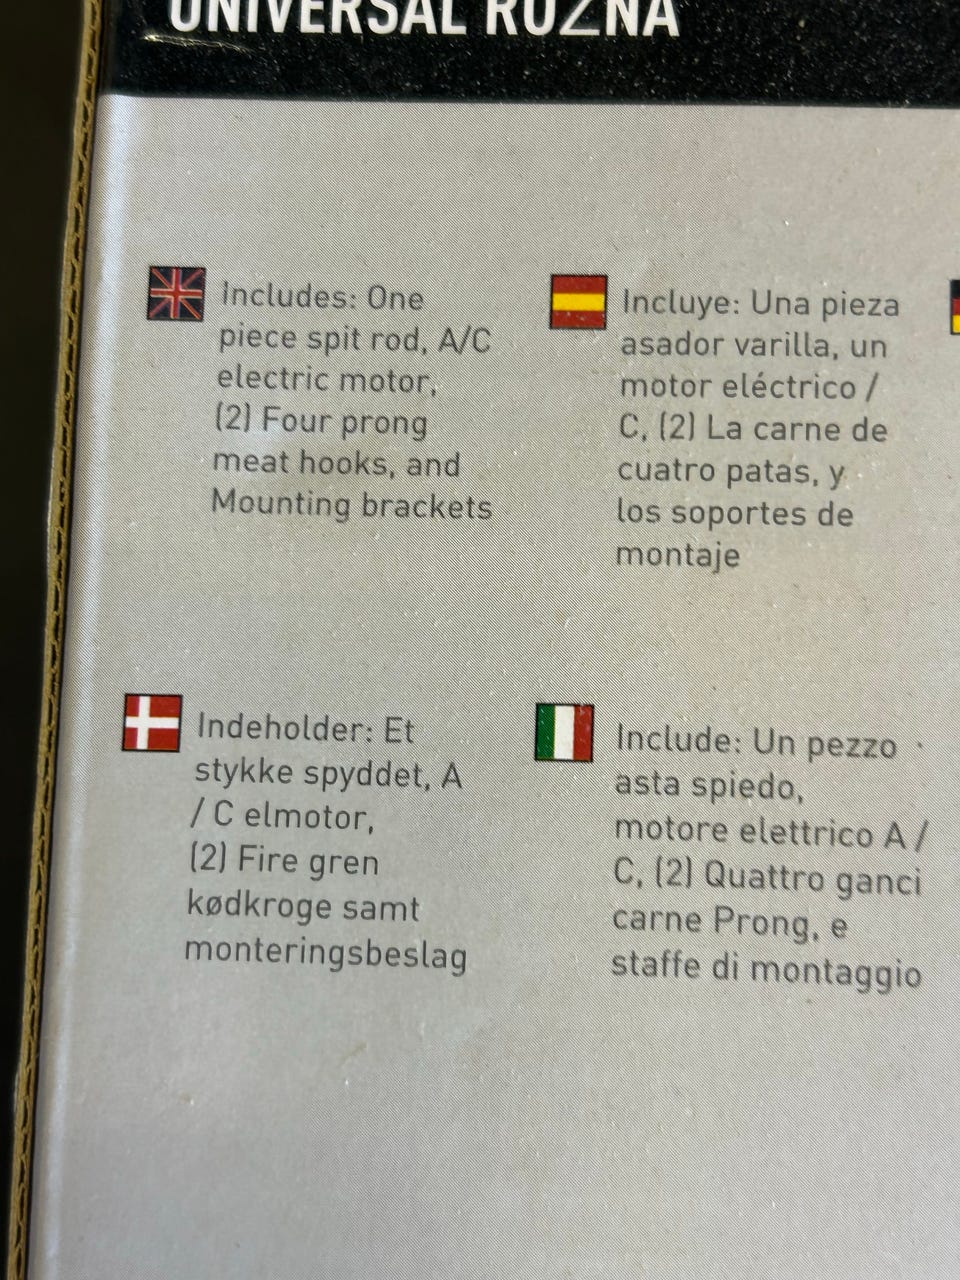 UNIVERSAL ROZNA
Includes: One
piece spit rod, A/C
electric motor,
(2) Four prong
meat hooks, and
Mounting brackets
Incluye: Una pieza
asador varilla, un
motor eléctrico /
C, (2) La carne de
cuatro patas, y
los soportes de
montaje
Indeholder: Et
stykke spyddet, A
/ C elmotor,
(2) Fire gren
kødkroge samt
monteringsbeslag
Include: Un pezzo
asta spiedo,
motore elettrico A /
C, (2) Quattro ganci
carne Prong, e
staffe di montaggio